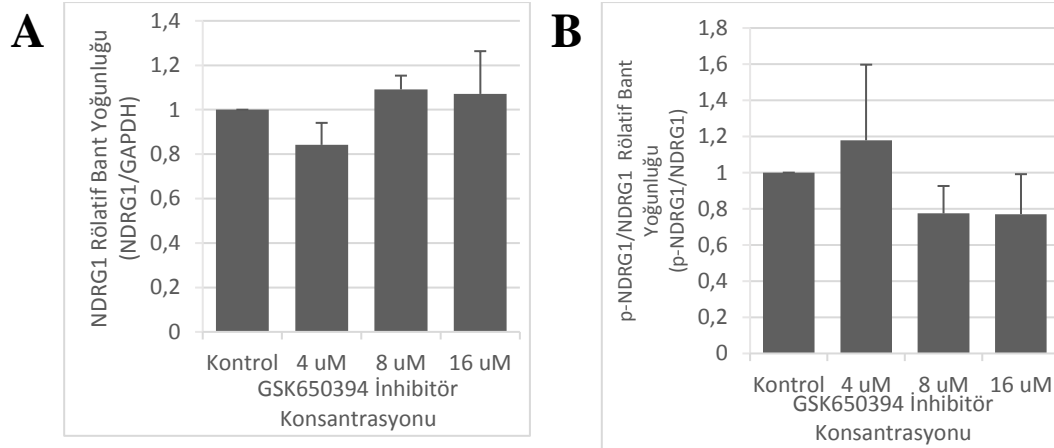 A
NDRG1 Rölatif Bant Yoğunluğu
(NDRG1/GAPDH)
1,4
1,2
1
0,8
0,6
0,4
0,2
0
Kontrol 4 uM 8 uM 16 uM
GSK650394 İnhibitör
Konsantrasyonu
B
p-NDRG1/NDRG1 Rölatif Bant
Yoğunluğu
(p-NDRG1/NDRG1)
1,8
1,6
1,4
1,2
1
0,8
0,6
0,4
0,2
0
Kontrol 4 uM 8 uM 16 uM
GSK650394 İnhibitör
Konsantrasyonu